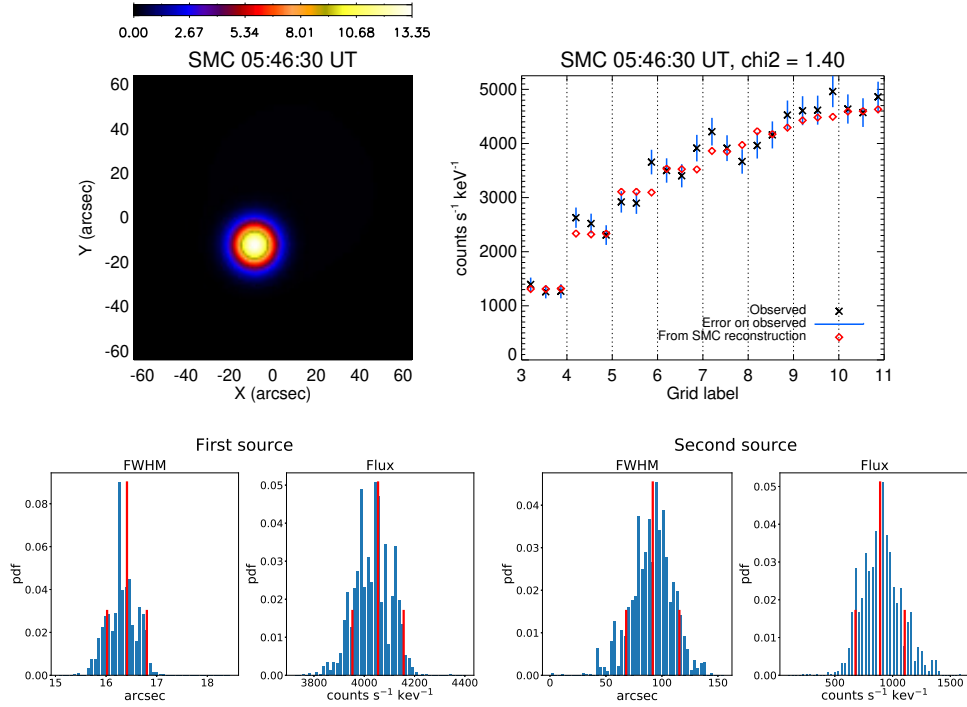 0.00 2.67 5.34 8.01 10.68 13.35
SMC 05:46:30 UT
60
40
20
0
-20
-40
-60
Y (arcsec)
-60 -40 -20 0 20 40 60
X (arcsec)
SMC 05:46:30 UT, chi2 = 1.40
5000
4000
3000
2000
1000
0
counts s⁻¹ keV⁻¹
Observed
Error on observed
From SMC reconstruction
3 4 5 6 7 8 9 10 11
Grid label
First source
FWHM
0.08
0.06
0.04
0.02
0.00
pdf
15 16 17 18
arcsec
Flux
0.05
0.04
0.03
0.02
0.01
0.00
pdf
3800 4000 4200 4400
counts s⁻¹ kev⁻¹
Second source
FWHM
0.04
0.03
0.02
0.01
0.00
pdf
0 50 100 150
arcsec
Flux
0.05
0.04
0.03
0.02
0.01
0.00
pdf
500 1000 1500
counts s⁻¹ kev⁻¹